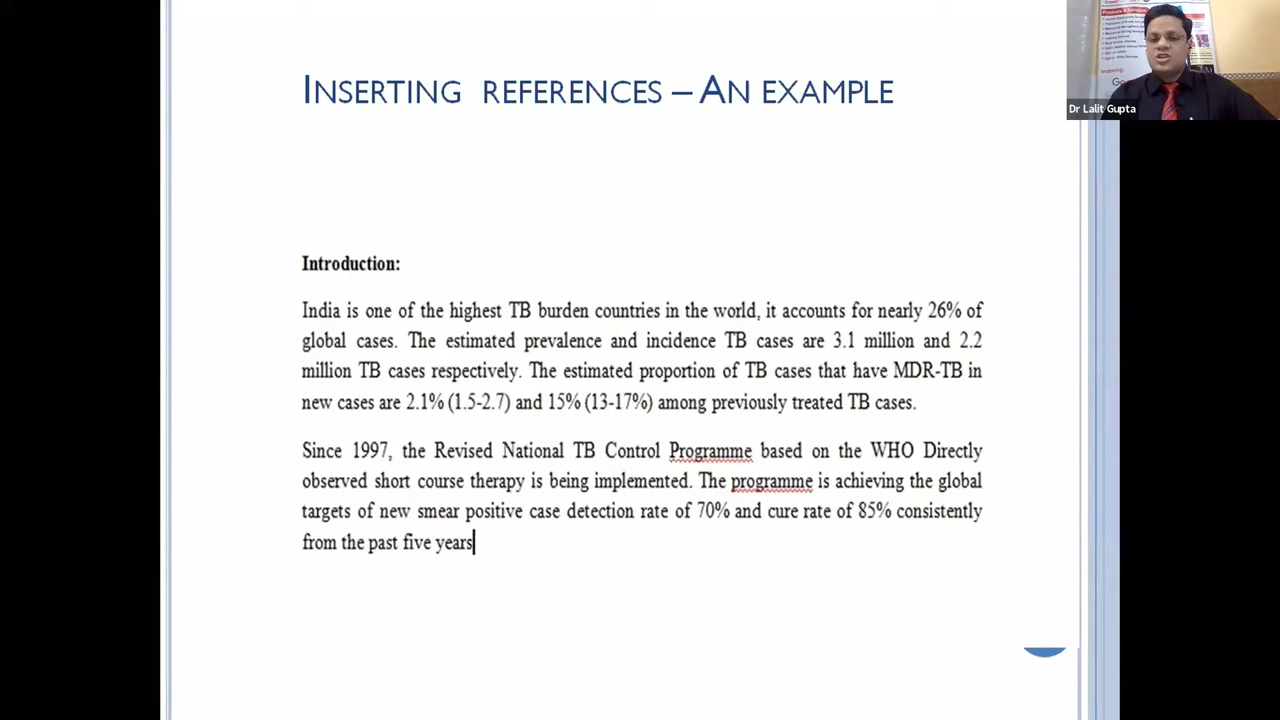 INSERTING REFERENCES – AN EXAMPLE
Dr Lalit Gupta
Introduction:
India is one of the highest TB burden countries in the world, it accounts for nearly 26% of
global cases. The estimated prevalence and incidence TB cases are 3.1 million and 2.2
million TB cases respectively. The estimated proportion of TB cases that have MDR-TB in
new cases are 2.1% (1.5-2.7) and 15% (13-17%) among previously treated TB cases.
Since 1997, the Revised National TB Control Programme based on the WHO Directly
observed short course therapy is being implemented. The programme is achieving the global
targets of new smear positive case detection rate of 70% and cure rate of 85% consistently
from the past five years